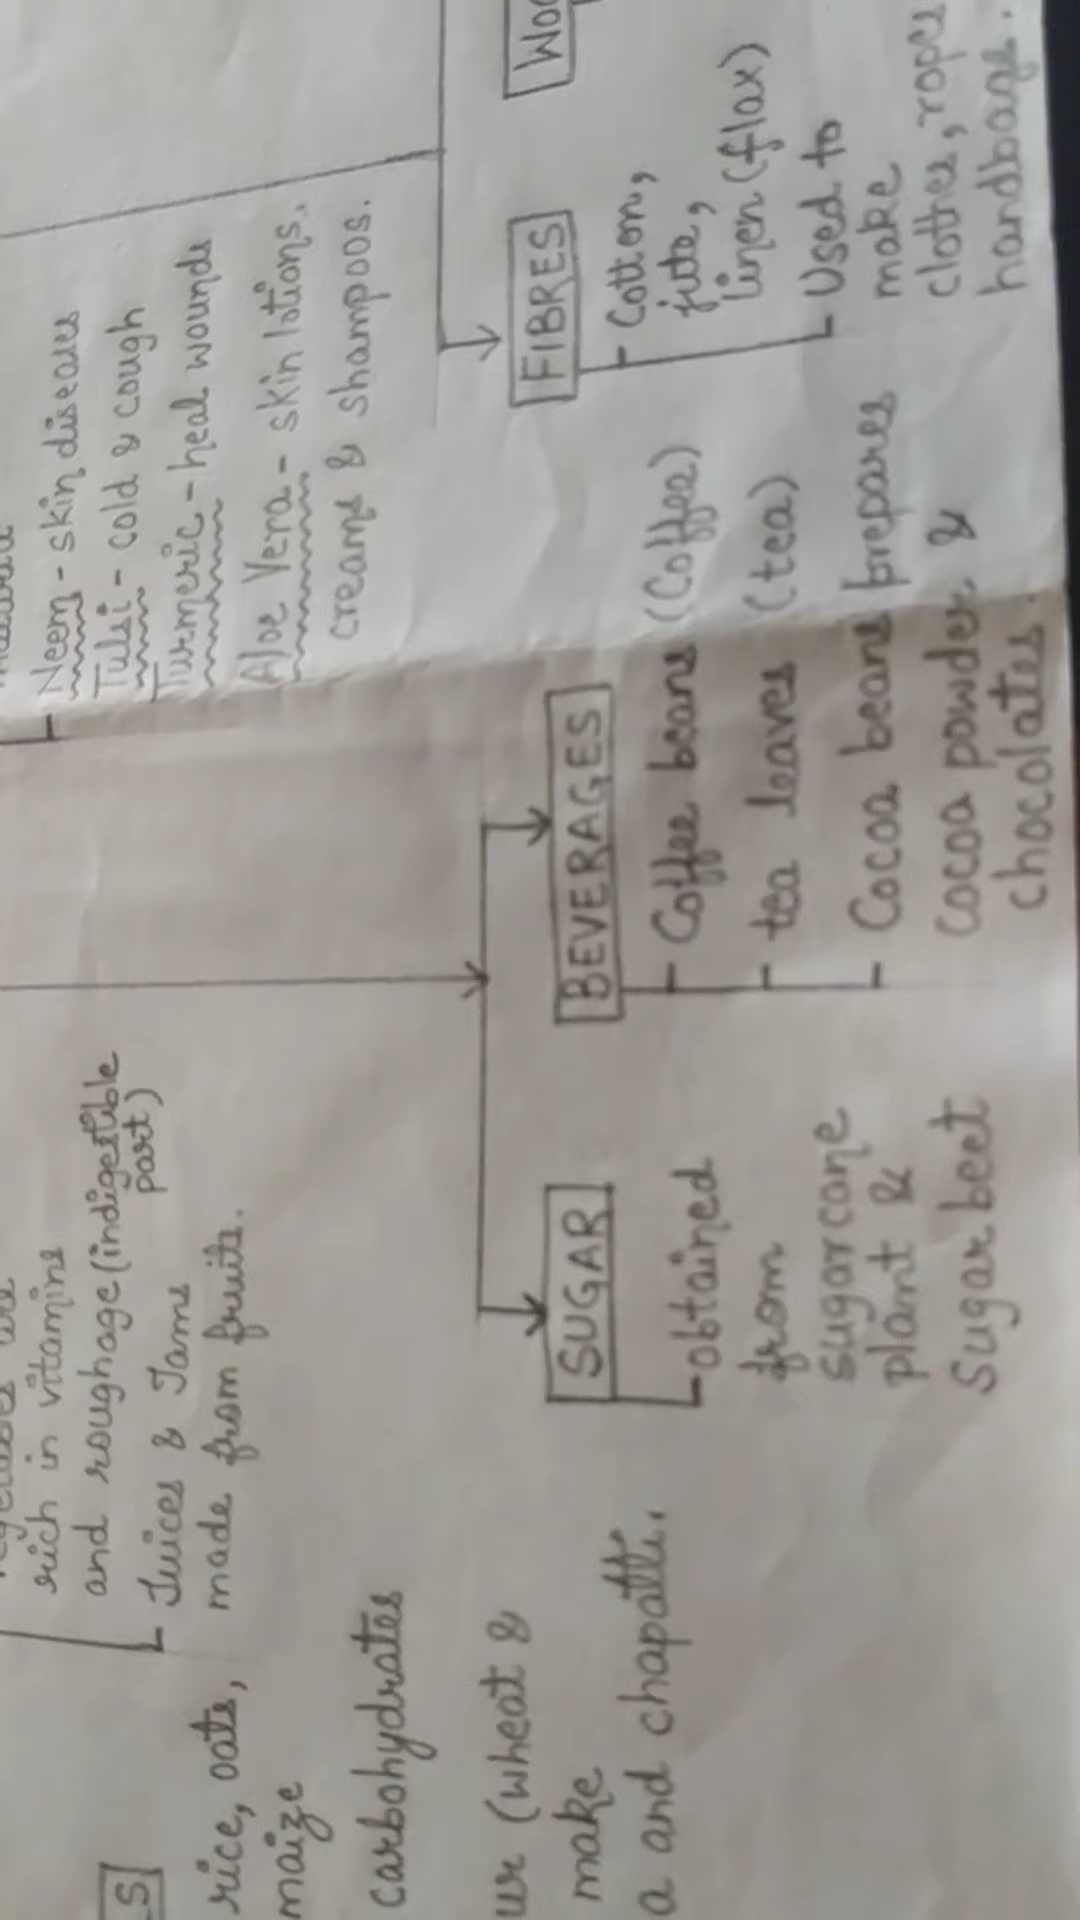 S
rice, oats,
maize
carbohydrates
ur (wheat &
make
a and chapatti.
rich in vitamins
and roughage (indigestible
part)
Juices & Jams
made from fruits.
SUGAR
obtained
from
sugarcane
plant &
Sugar beet
BEVERAGES
Coffee beans (Coffee)
tea leaves (tea)
Cocoa beans prepares
cocoa powder &
chocolates.
Neem - skin diseases
Tulsi - cold & cough
Turmeric - heal wounds
Aloe Vera - skin lotions,
creams & shampoos.
FIBRES
Cotton,
jute,
linen (flax)
Used to
make
clothes, ropes
handbags.